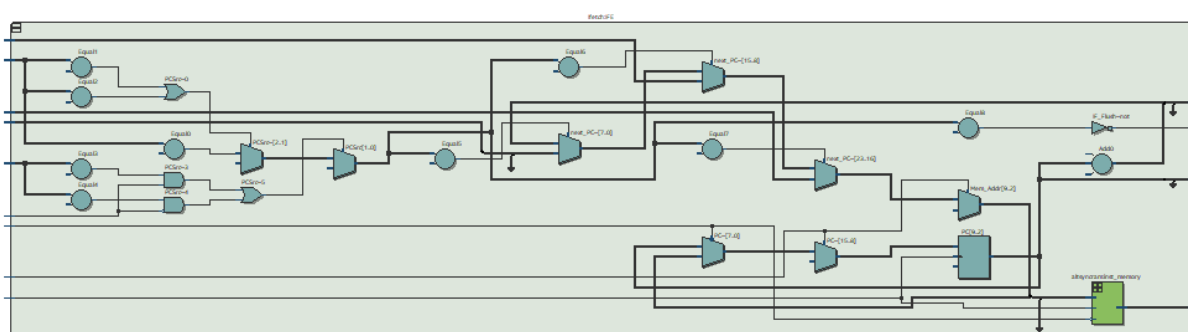 Ifetch:IFE
Equal1
Equal6
next_PC~[15..8]
Equal2
PCSrc~0
IF_Flush~not
Equal8
next_PC~[7..0]
Equal0
PCSrc~[2..1]
PCSrc[1..0]
Equal5
Equal7
Add0
Equal3
PCSrc~3
next_PC~[23..16]
Equal4
PCSrc~4
PCSrc~5
Mem_Addr[9..2]
PC~[7..0]
PC~[15..8]
PC[9..2]
altsyncram:inst_memory